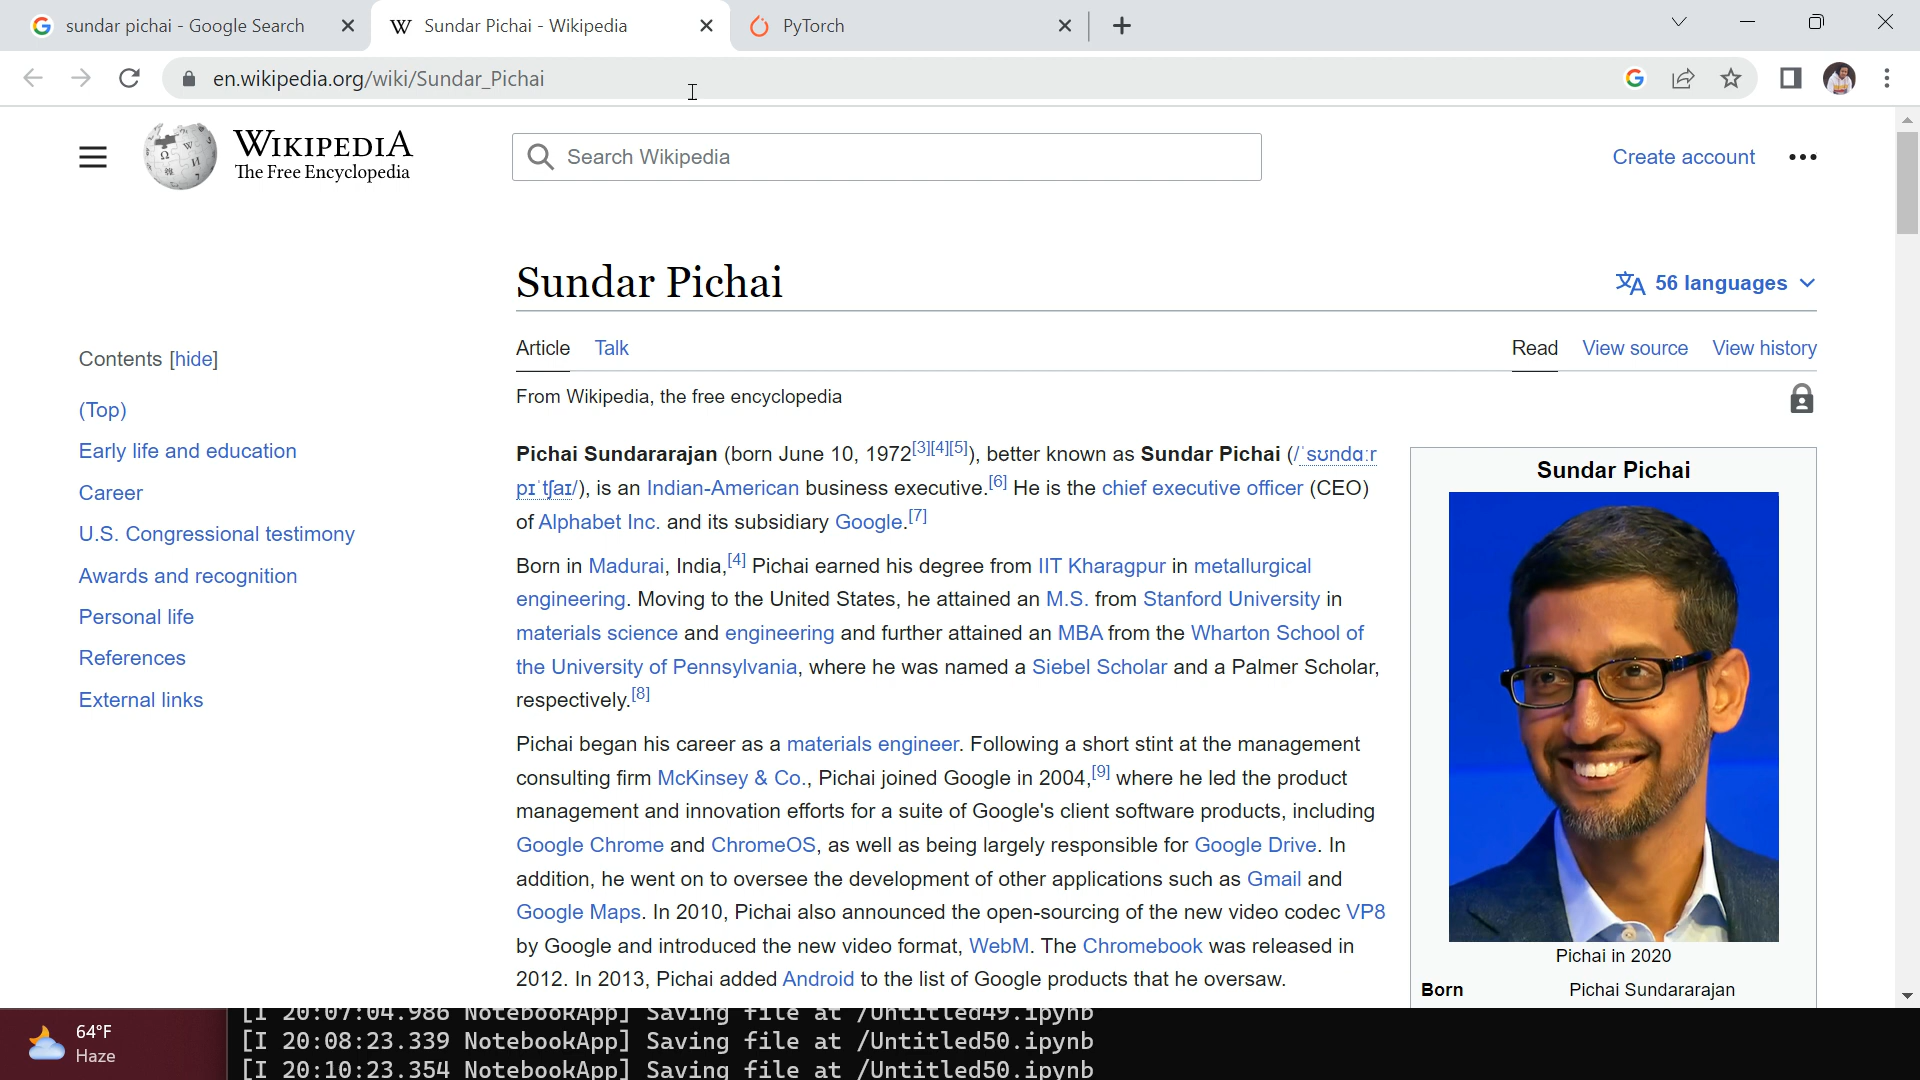 sundar pichai - Google Search
Sundar Pichai - Wikipedia
PyTorch
en.wikipedia.org/wiki/Sundar_Pichai
WIKIPEDIA
The Free Encyclopedia
Search Wikipedia
Create account
Sundar Pichai
56 languages
Contents [hide]
(Top)
Early life and education
Career
U.S. Congressional testimony
Awards and recognition
Personal life
References
External links
Article Talk
Read View source View history
From Wikipedia, the free encyclopedia
Pichai Sundararajan (born June 10, 1972[3][4][5]), better known as Sundar Pichai (/ˈsʊndɑːr
pɪˈtʃaɪ/), is an Indian-American business executive.[6] He is the chief executive officer (CEO)
of Alphabet Inc. and its subsidiary Google.[7]
Born in Madurai, India,[4] Pichai earned his degree from IIT Kharagpur in metallurgical
engineering. Moving to the United States, he attained an M.S. from Stanford University in
materials science and engineering and further attained an MBA from the Wharton School of
the University of Pennsylvania, where he was named a Siebel Scholar and a Palmer Scholar,
respectively.[8]
Pichai began his career as a materials engineer. Following a short stint at the management
consulting firm McKinsey & Co., Pichai joined Google in 2004,[9] where he led the product
management and innovation efforts for a suite of Google's client software products, including
Google Chrome and ChromeOS, as well as being largely responsible for Google Drive. In
addition, he went on to oversee the development of other applications such as Gmail and
Google Maps. In 2010, Pichai also announced the open-sourcing of the new video codec VP8
by Google and introduced the new video format, WebM. The Chromebook was released in
2012. In 2013, Pichai added Android to the list of Google products that he oversaw.
Sundar Pichai
Pichai in 2020
Born Pichai Sundararajan
64°F
Haze
[I 20:07:04.986 NotebookApp] Saving file at /Untitled49.ipynb
[I 20:08:23.339 NotebookApp] Saving file at /Untitled50.ipynb
[I 20:10:23.354 NotebookApp] Saving file at /Untitled50.ipynb